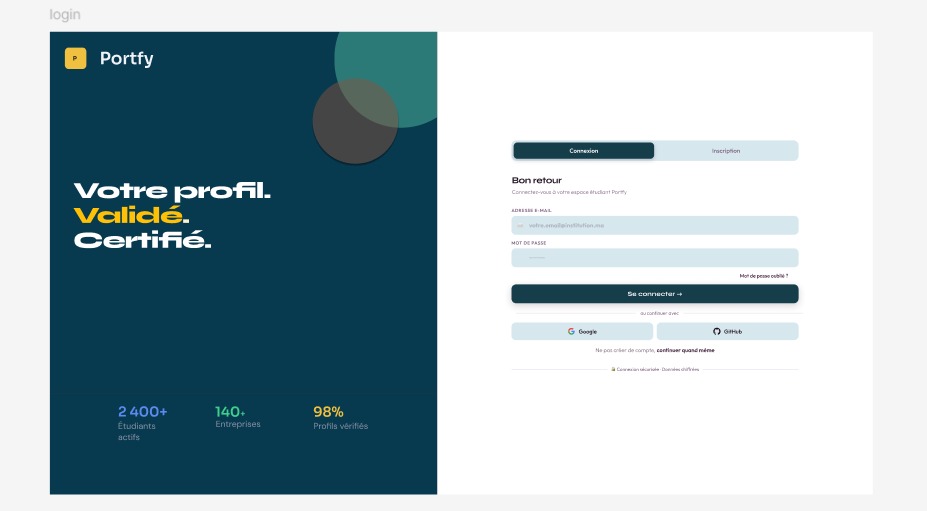 login
P
Portfy
Votre profil.
Validé.
Certifié.
2 400+
Étudiants
actifs
140+
Entreprises
98%
Profils vérifiés
Connexion
Inscription
Bon retour
Connectez-vous à votre espace étudiant Portfy
ADRESSE E-MAIL
votre.email@institution.ma
MOT DE PASSE
Mot de passe oublié ?
Se connecter →
ou continuer avec
Google
GitHub
Ne pas créer de compte, continuer quand même
🔒 Connexion sécurisée · Données chiffrées